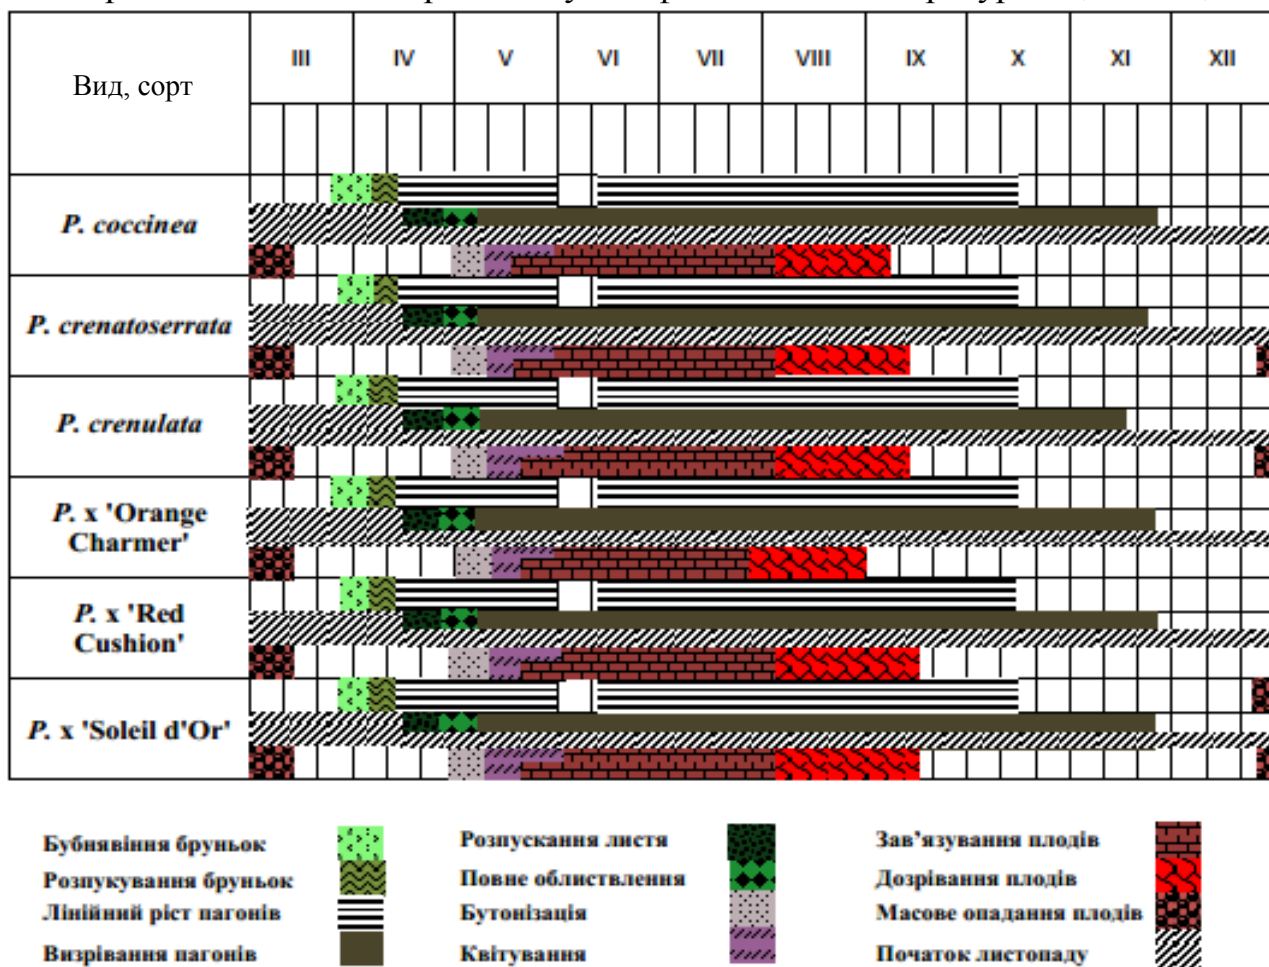 III IV V VI VII VIII IX X XI XII
Вид, сорт
P. coccinea
P. crenatoserrata
P. crenulata
P. x 'Orange
Charmer'
P. x 'Red
Cushion'
P. x 'Soleil d'Or'
Бубнявіння бруньок
Розпускання листя
Зав’язування плодів
Розпукування бруньок
Повне облиствлення
Дозрівання плодів
Лінійний ріст пагонів
Бутонізація
Масове опадання плодів
Визрівання пагонів
Квітування
Початок листопаду